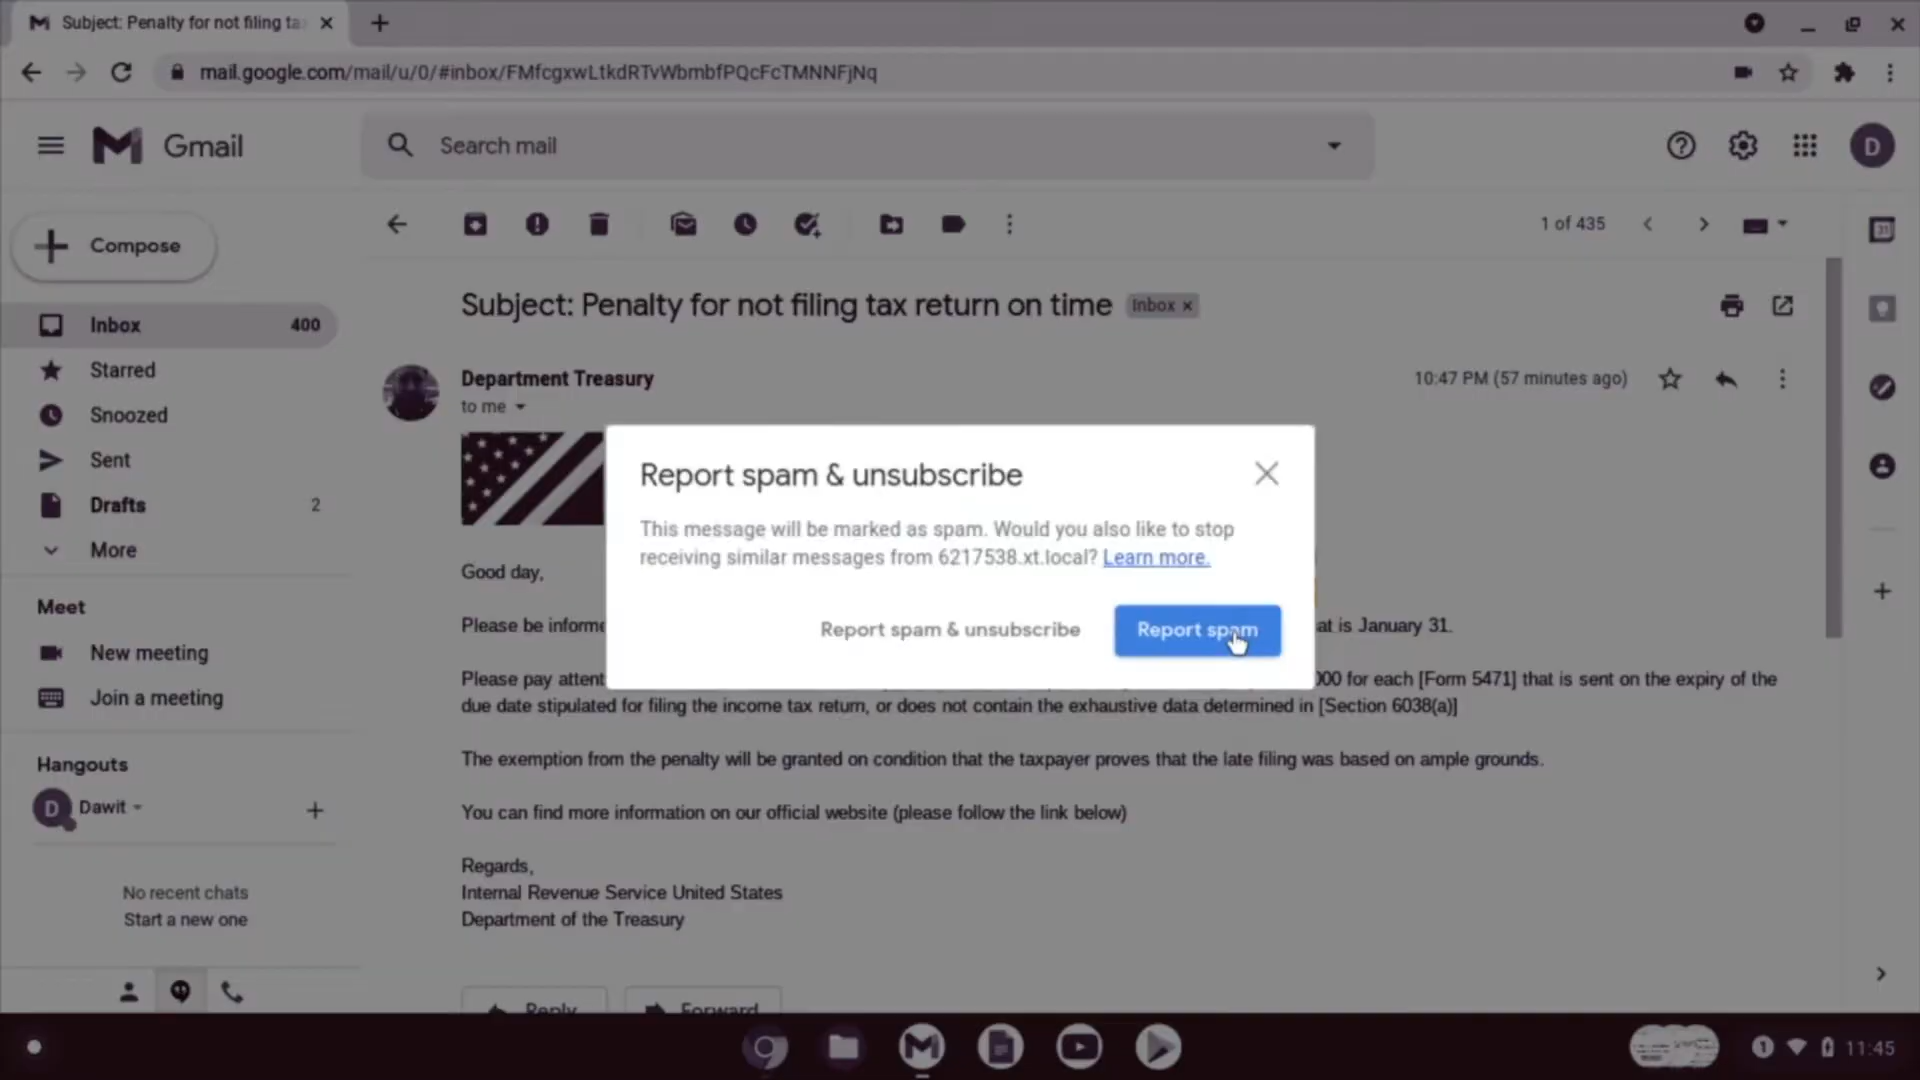 Subject: Penalty for not filing ta
mail.google.com/mail/u/0/#inbox/FMfcgxwLtkdRTvWbmbfPQcFcTMNNFjNq
Gmail
Search mail
D
Compose
1 of 435
31
Subject: Penalty for not filing tax return on time
Inbox ×
Inbox 400
Starred
Snoozed
Sent
Drafts 2
More
Department Treasury
to me
10:47 PM (57 minutes ago)
Report spam & unsubscribe
This message will be marked as spam. Would you also like to stop
receiving similar messages from 6217538.xt.local? Learn more.
Report spam & unsubscribe
Report spam
Good day,
Please be informe
at is January 31.
Please pay attent
000 for each [Form 5471] that is sent on the expiry of the
due date stipulated for filing the income tax return, or does not contain the exhaustive data determined in [Section 6038(a)]
The exemption from the penalty will be granted on condition that the taxpayer proves that the late filing was based on ample grounds.
You can find more information on our official website (please follow the link below)
Regards,
Internal Revenue Service United States
Department of the Treasury
Reply
Forward
Meet
New meeting
Join a meeting
Hangouts
D
Dawit
No recent chats
Start a new one
1
11:45